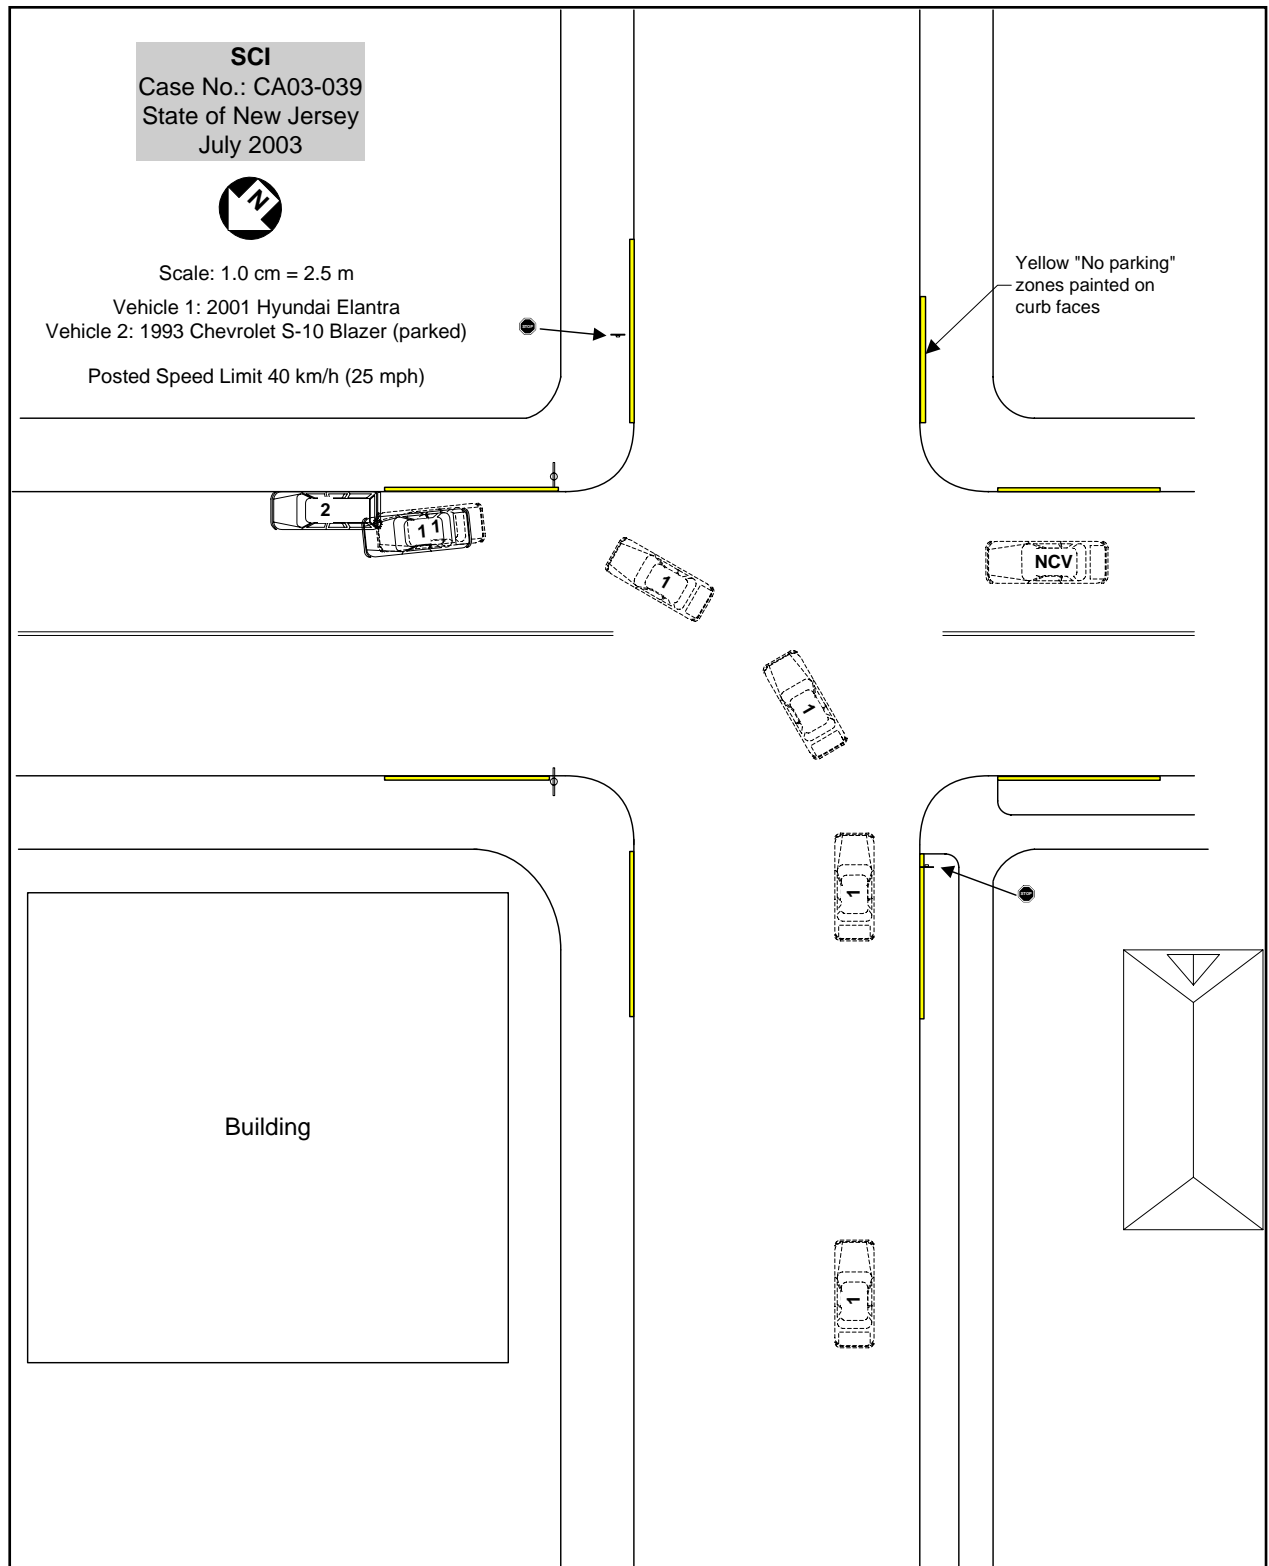 SCI
Case No.: CA03-039
State of New Jersey
July 2003
N
Scale: 1.0 cm = 2.5 m
Vehicle 1: 2001 Hyundai Elantra
Vehicle 2: 1993 Chevrolet S-10 Blazer (parked)
Posted Speed Limit 40 km/h (25 mph)
STOP
Yellow "No parking"
zones painted on
curb faces
2
1 1
NCV
1
1
1
STOP
Building
1